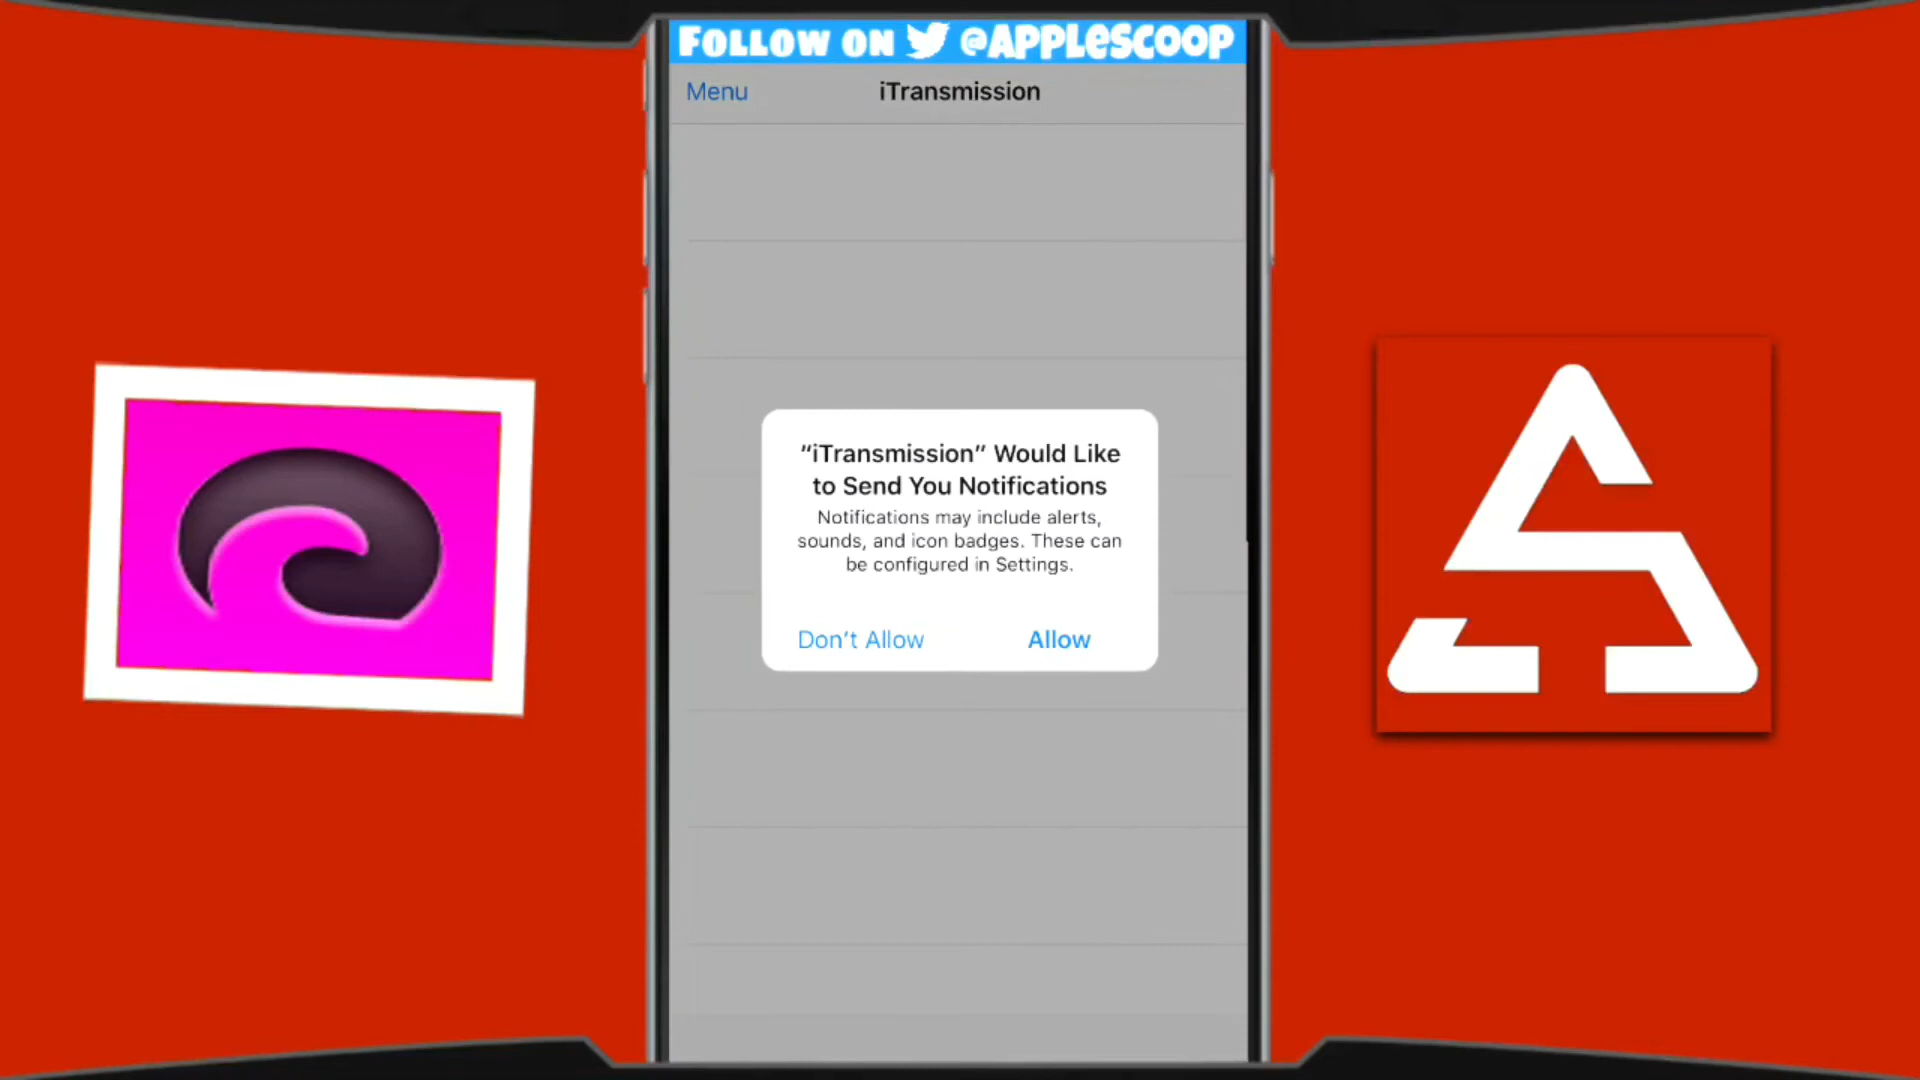 FOLLOW ON @APPLESCOOP
Menu
iTransmission
“iTransmission” Would Like
to Send You Notifications
Notifications may include alerts,
sounds, and icon badges. These can
be configured in Settings.
Don’t Allow
Allow